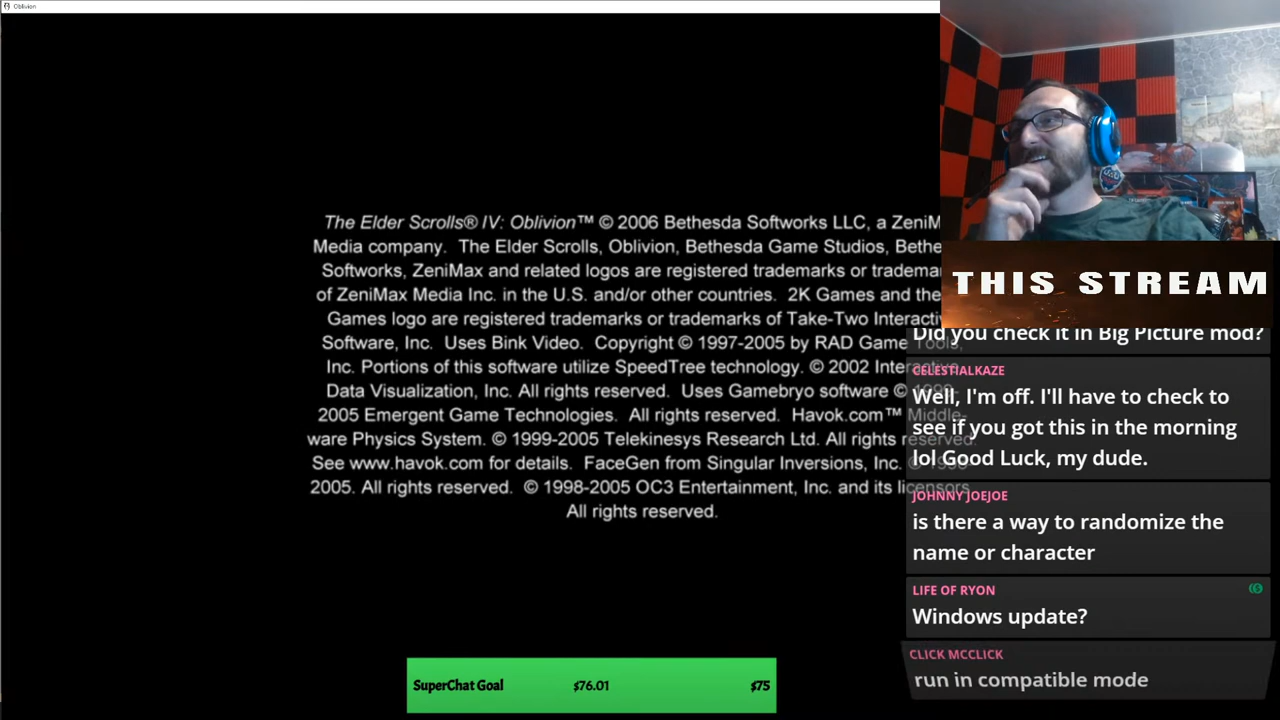 Oblivion
The Elder Scrolls® IV: Oblivion™ © 2006 Bethesda Softworks LLC, a ZeniM
Media company. The Elder Scrolls, Oblivion, Bethesda Game Studios, Bethe
Softworks, ZeniMax and related logos are registered trademarks or tradema
of ZeniMax Media Inc. in the U.S. and/or other countries. 2K Games and the
Games logo are registered trademarks or trademarks of Take-Two Interacti
Software, Inc. Uses Bink Video. Copyright © 1997-2005 by RAD Game Tools,
Inc. Portions of this software utilize SpeedTree technology. © 2002 Interactive
Data Visualization, Inc. All rights reserved. Uses Gamebryo software ©
2005 Emergent Game Technologies. All rights reserved. Havok.com™ Middle-
ware Physics System. © 1999-2005 Telekinesys Research Ltd. All rights reserved.
See www.havok.com for details. FaceGen from Singular Inversions, Inc. ©
2005. All rights reserved. © 1998-2005 OC3 Entertainment, Inc. and its licensors
All rights reserved.
THIS STREAM
Did you check it in Big Picture mod?
CELESTIALKAZE
Well, I'm off. I'll have to check to
see if you got this in the morning
lol Good Luck, my dude.
JOHNNY JOEJOE
is there a way to randomize the
name or character
LIFE OF RYON
Windows update?
CLICK MCCLICK
run in compatible mode
SuperChat Goal $76.01 $75